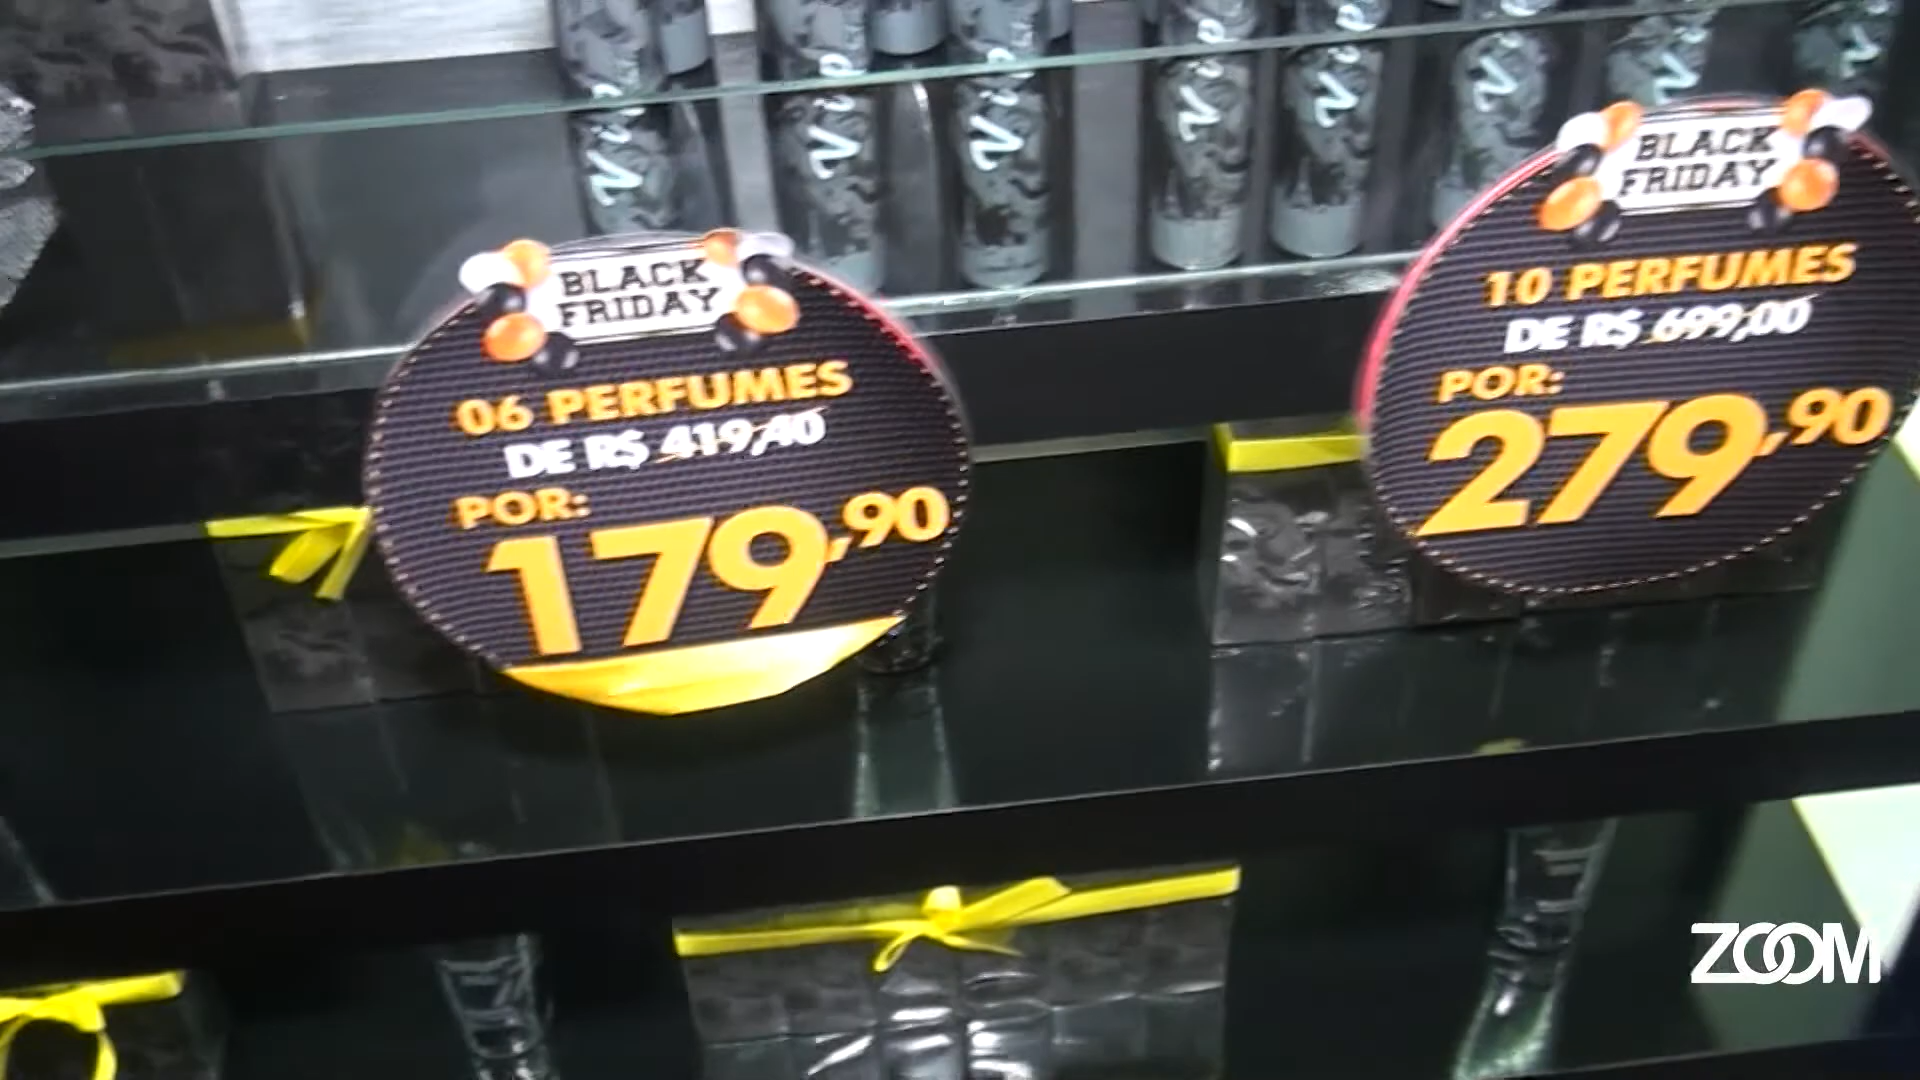 BLACK
FRIDAY
06 PERFUMES
DE R$ 419,40
POR:
179,90
BLACK
FRIDAY
10 PERFUMES
DE R$ 699,00
POR:
279,90
ZOOM